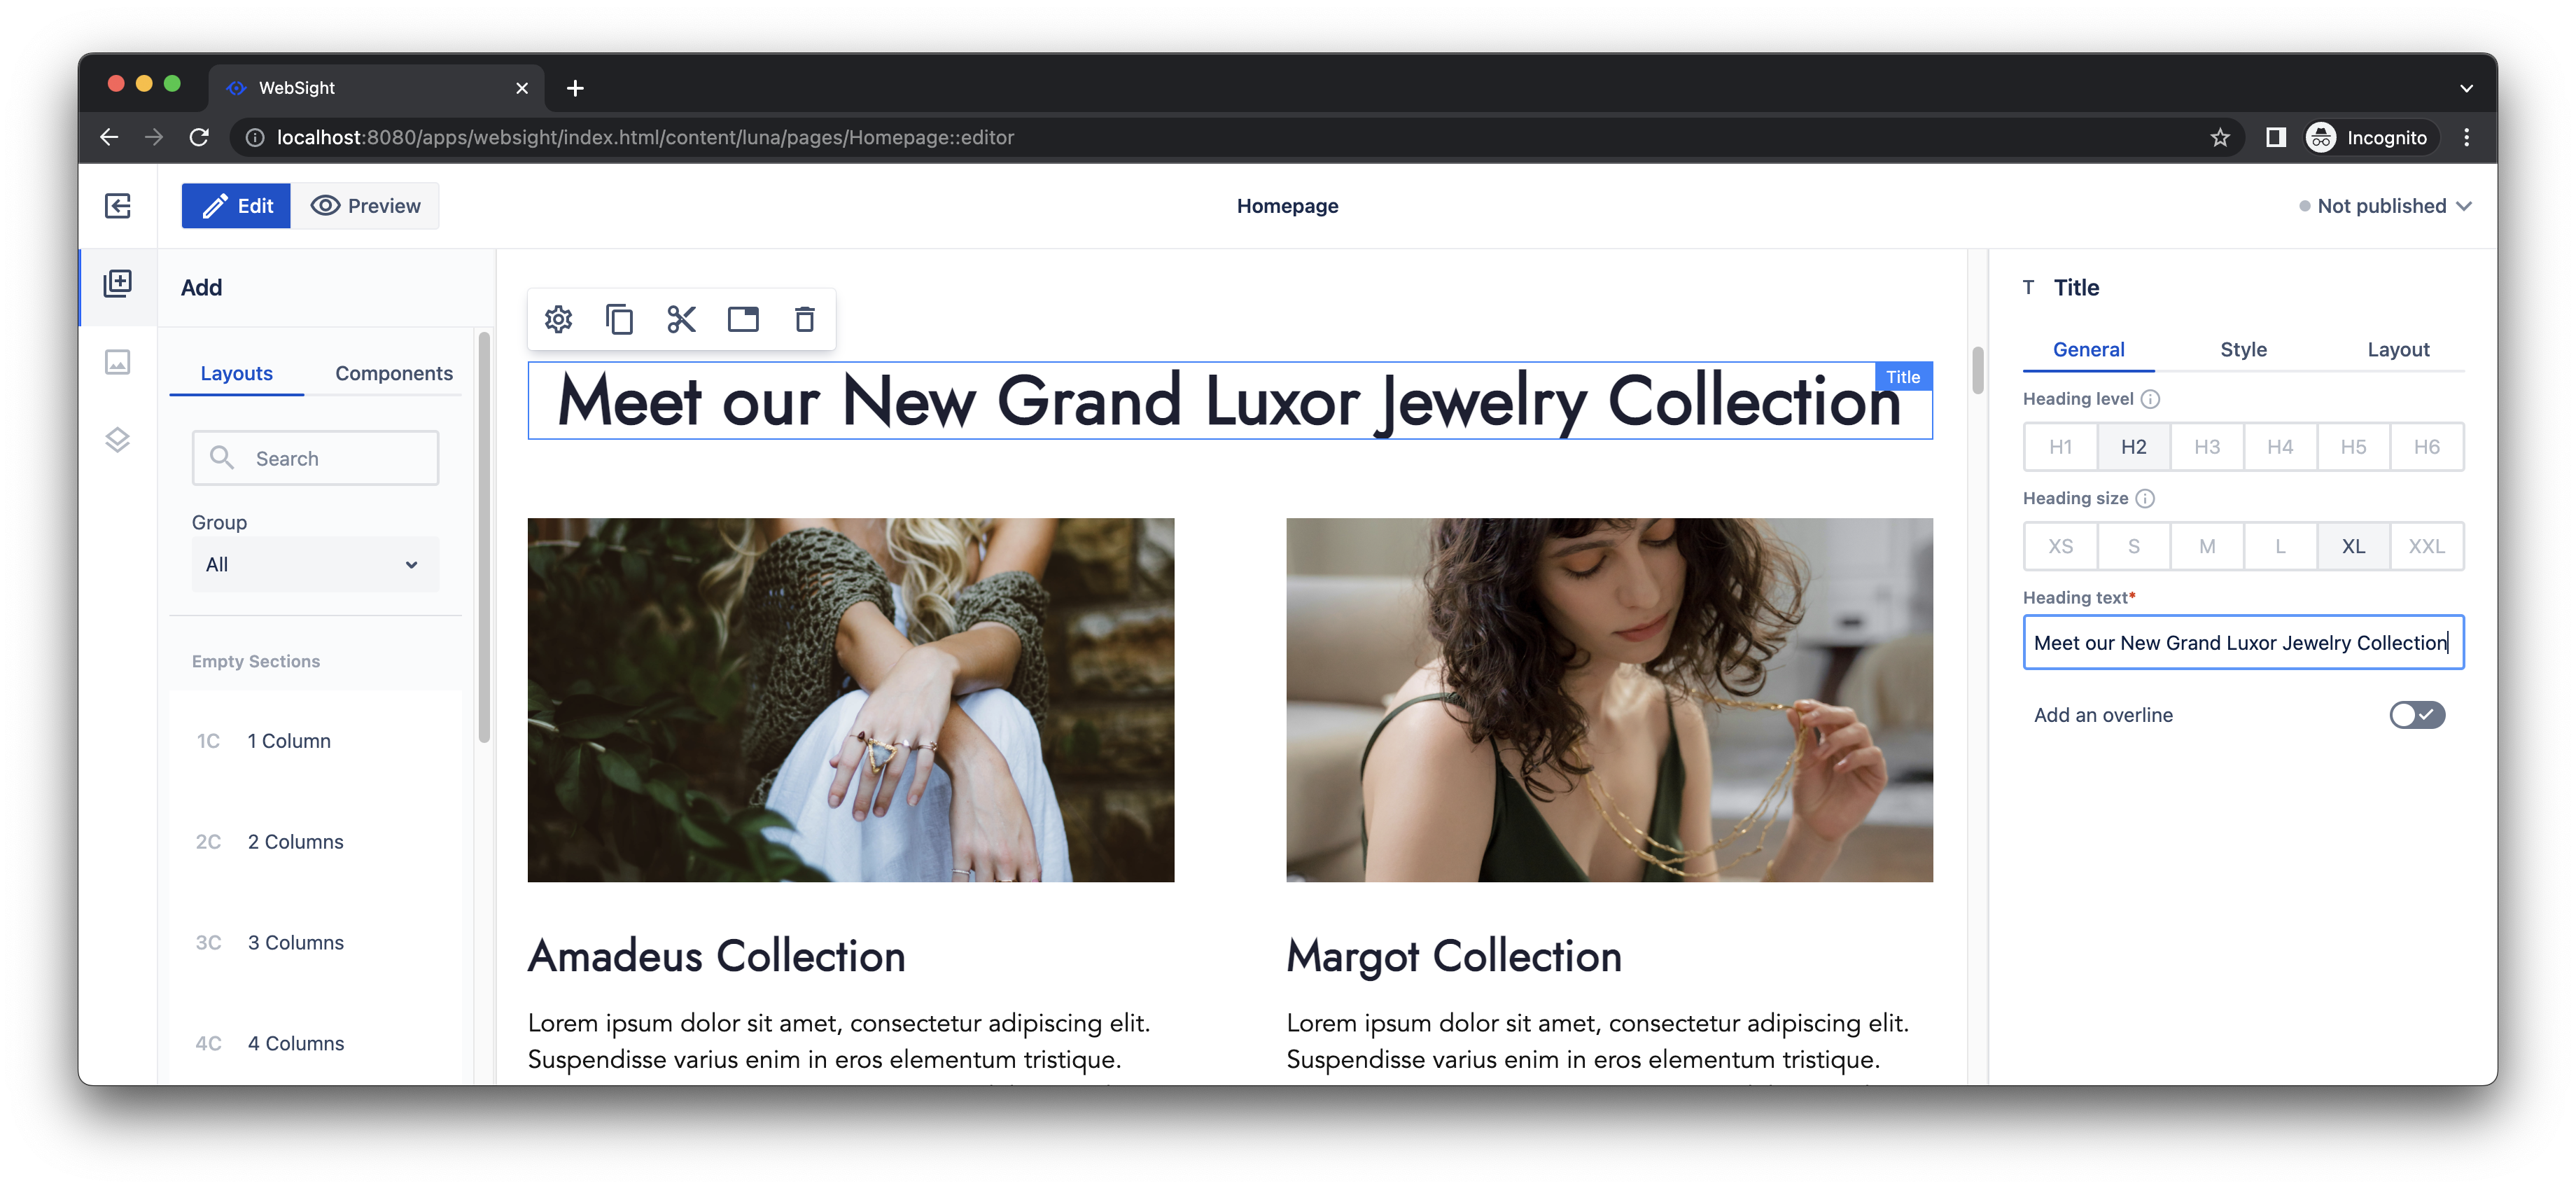 WebSight
localhost:8080/apps/websight/index.html/content/luna/pages/Homepage::editor
Incognito
Edit
Preview
Homepage
Not published
Add
Layouts
Components
Search
Group
All
Empty Sections
1C 1 Column
2C 2 Columns
3C 3 Columns
4C 4 Columns
Title
Meet our New Grand Luxor Jewelry Collection
Amadeus Collection
Lorem ipsum dolor sit amet, consectetur adipiscing elit.
Suspendisse varius enim in eros elementum tristique.
Margot Collection
Lorem ipsum dolor sit amet, consectetur adipiscing elit.
Suspendisse varius enim in eros elementum tristique.
T Title
General Style Layout
Heading level
H1 H2 H3 H4 H5 H6
Heading size
XS S M L XL XXL
Heading text*
Meet our New Grand Luxor Jewelry Collection
Add an overline